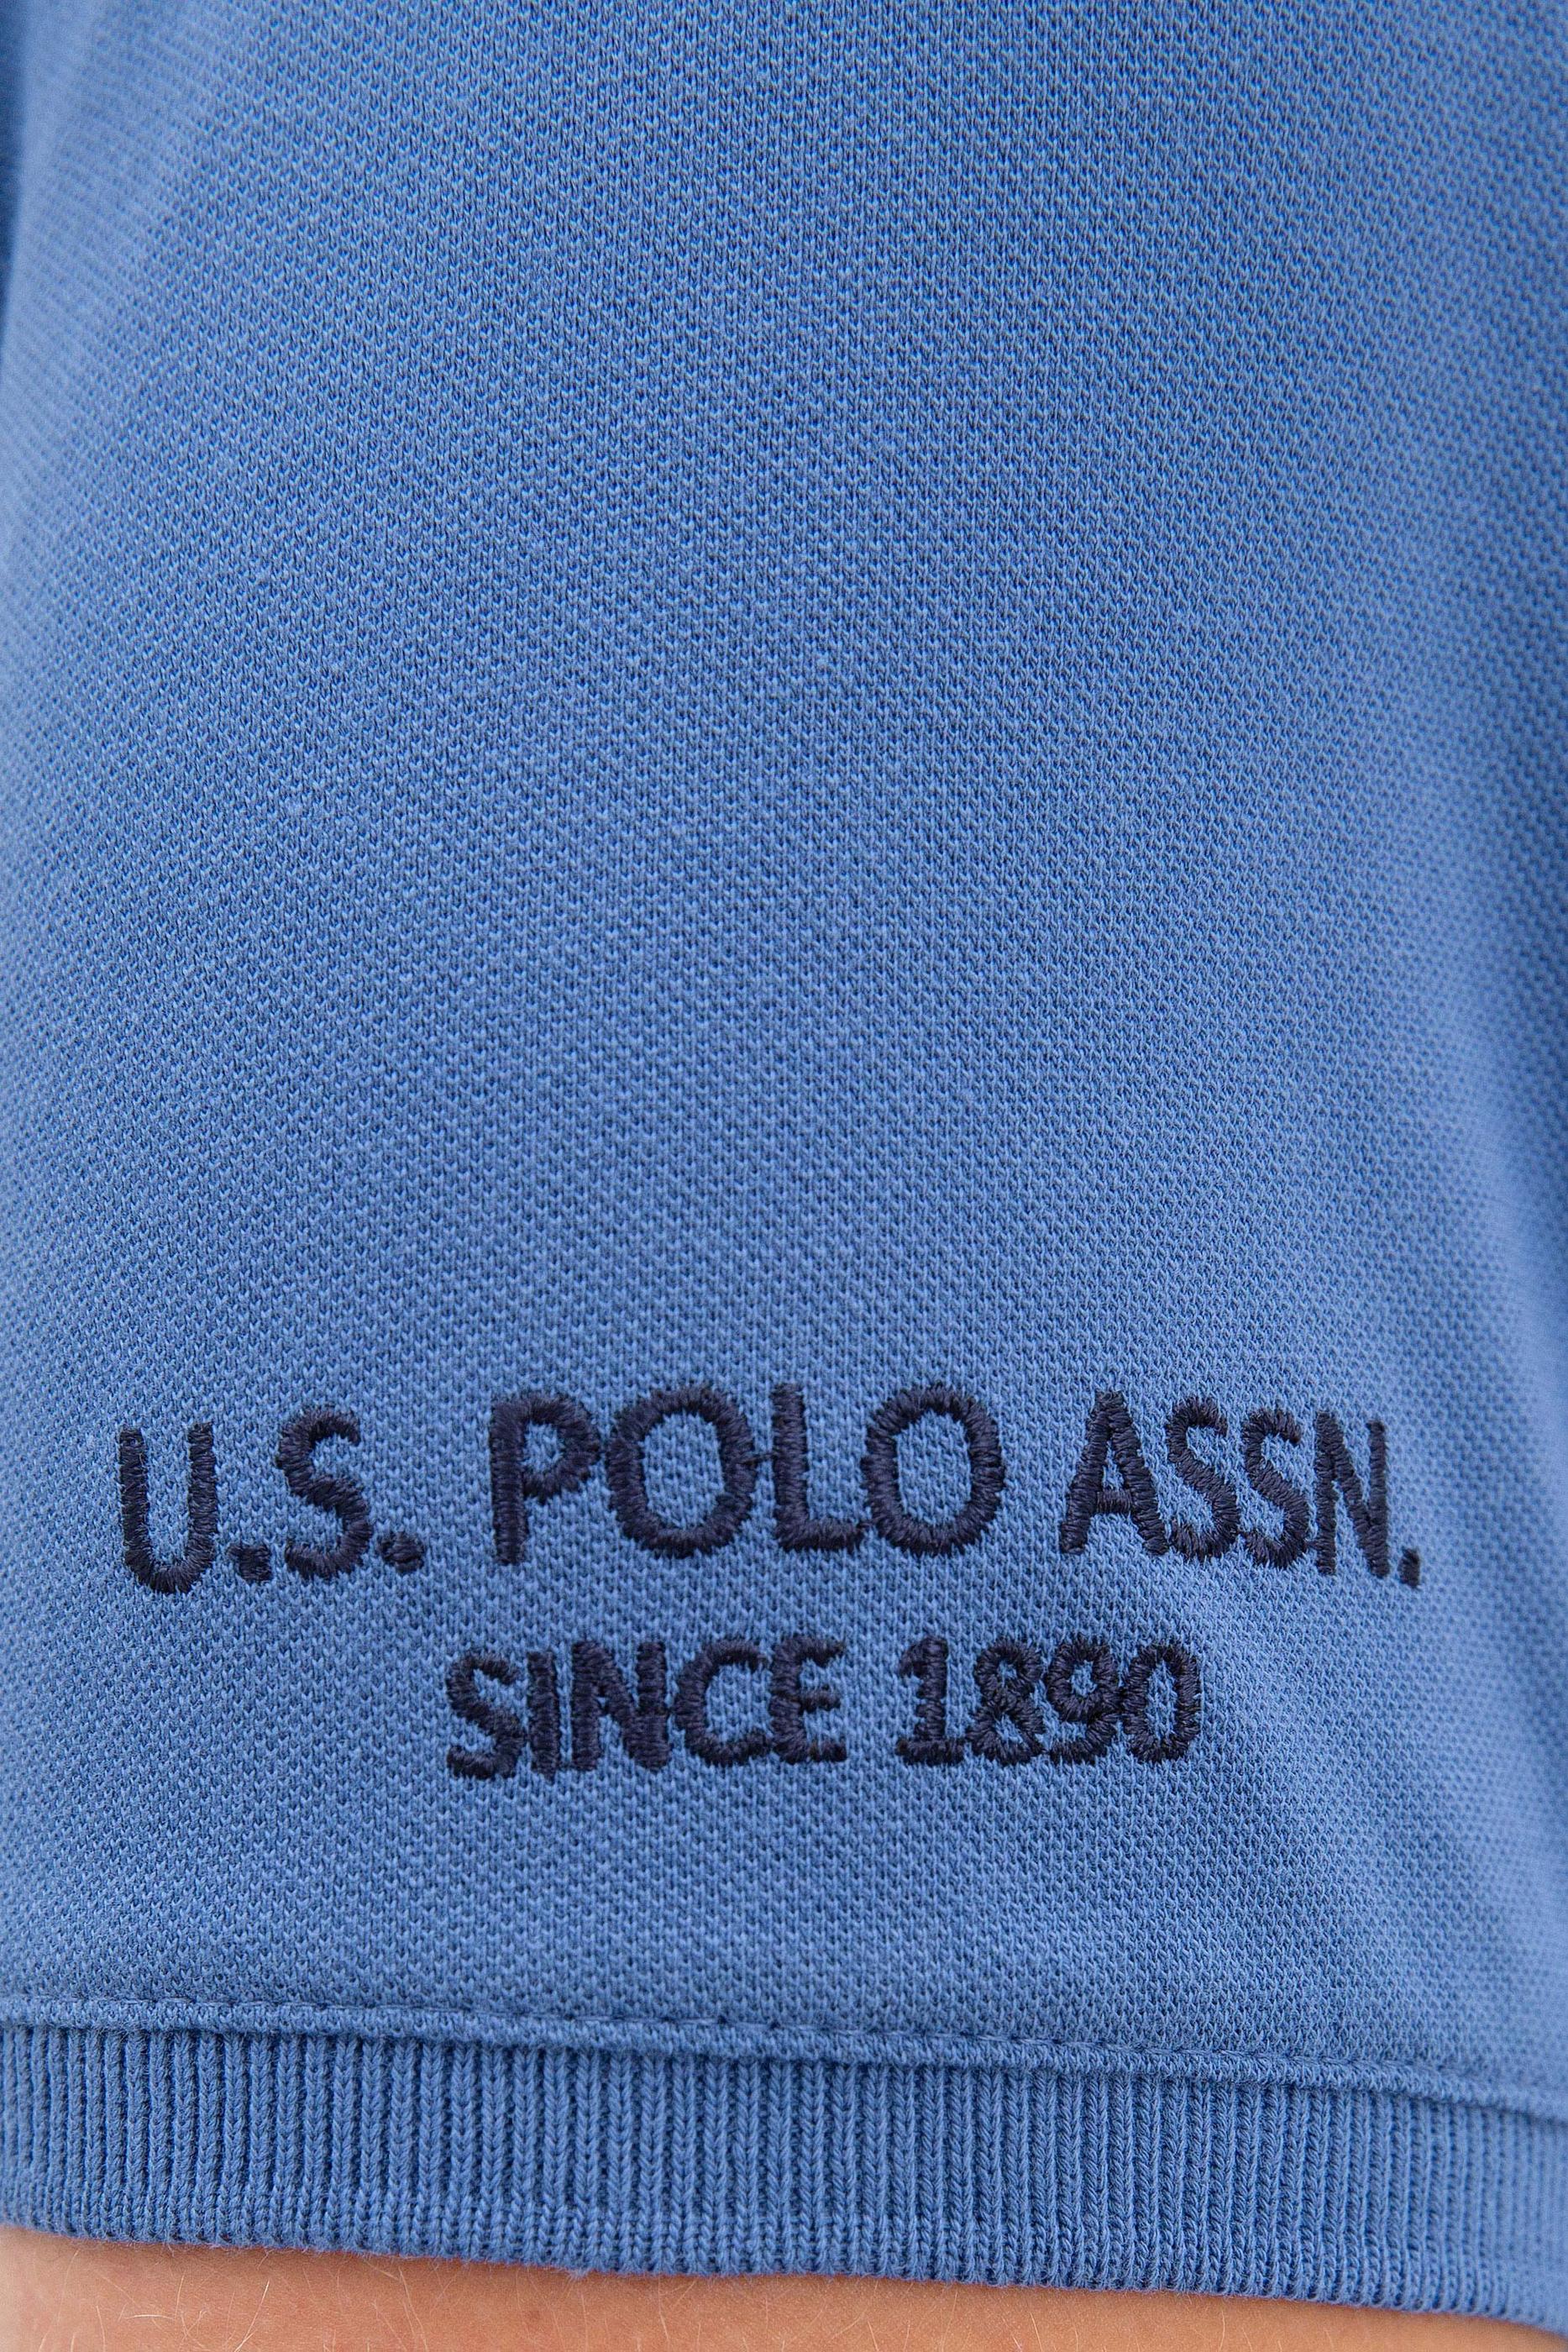 U.S. POLO ASSN.
SINCE 1890